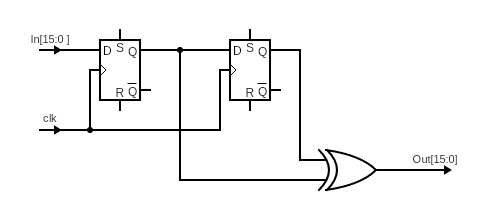 In[15:0 ]
D S Q
R Q
D S Q
R Q
clk
Out[15:0]